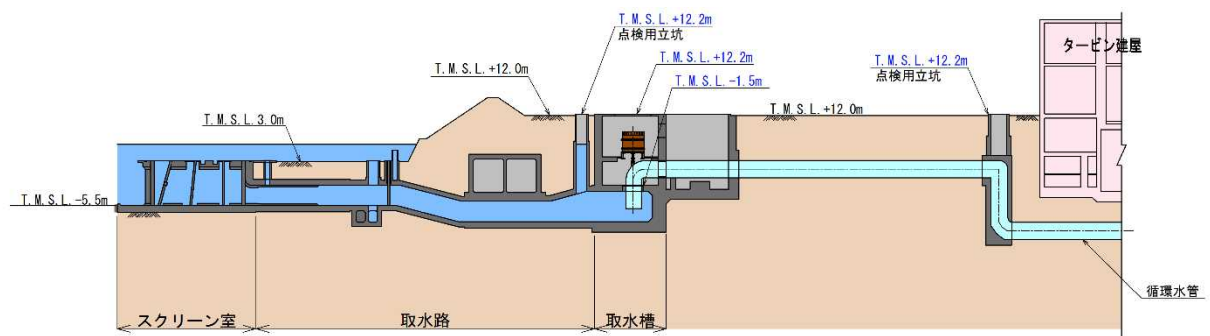 T.M.S.L.+12.2m
点検用立坑
T.M.S.L.+12.2m
T.M.S.L.-1.5m
T.M.S.L.+12.0m
T.M.S.L.3.0m
T.M.S.L.-5.5m
T.M.S.L.+12.0m
T.M.S.L.+12.2m
点検用立坑
タービン建屋
循環水管
スクリーン室
取水路
取水槽